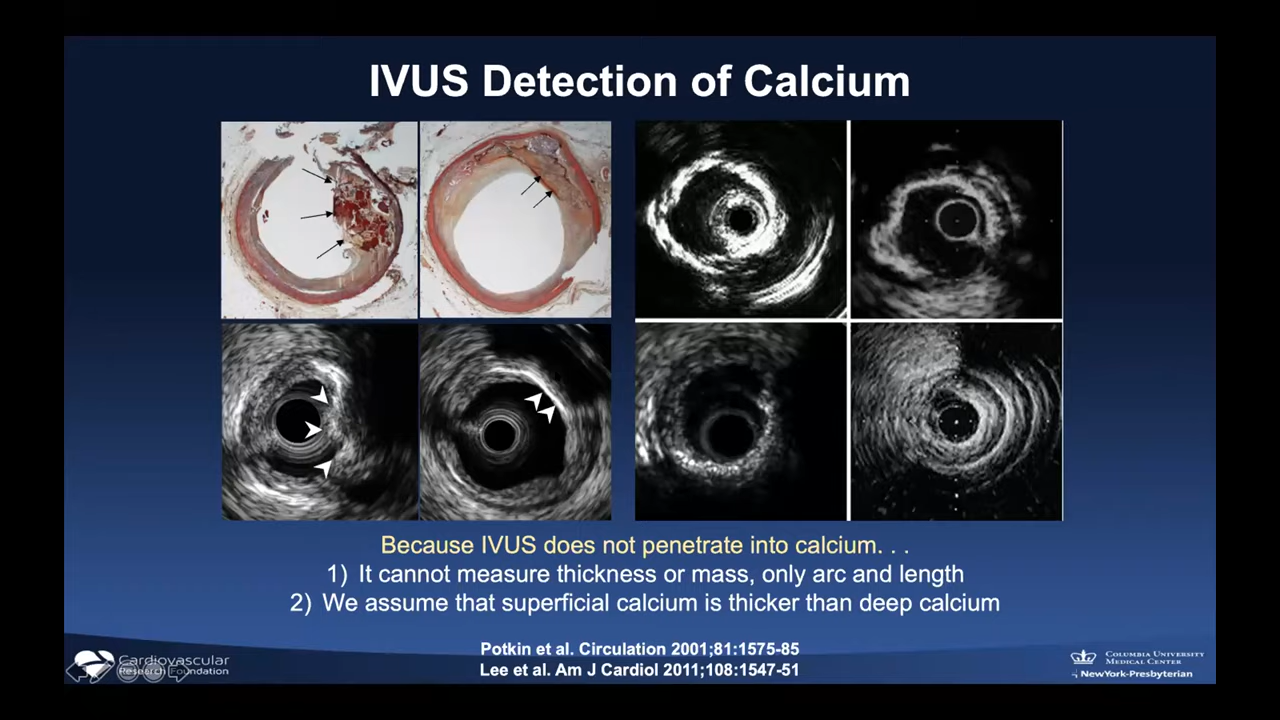 IVUS Detection of Calcium
Because IVUS does not penetrate into calcium. . .
1) It cannot measure thickness or mass, only arc and length
2) We assume that superficial calcium is thicker than deep calcium
Potkin et al. Circulation 2001;81:1575-85
Lee et al. Am J Cardiol 2011;108:1547-51
Cardiovascular
Research Foundation
COLUMBIA UNIVERSITY
MEDICAL CENTER
NewYork-Presbyterian